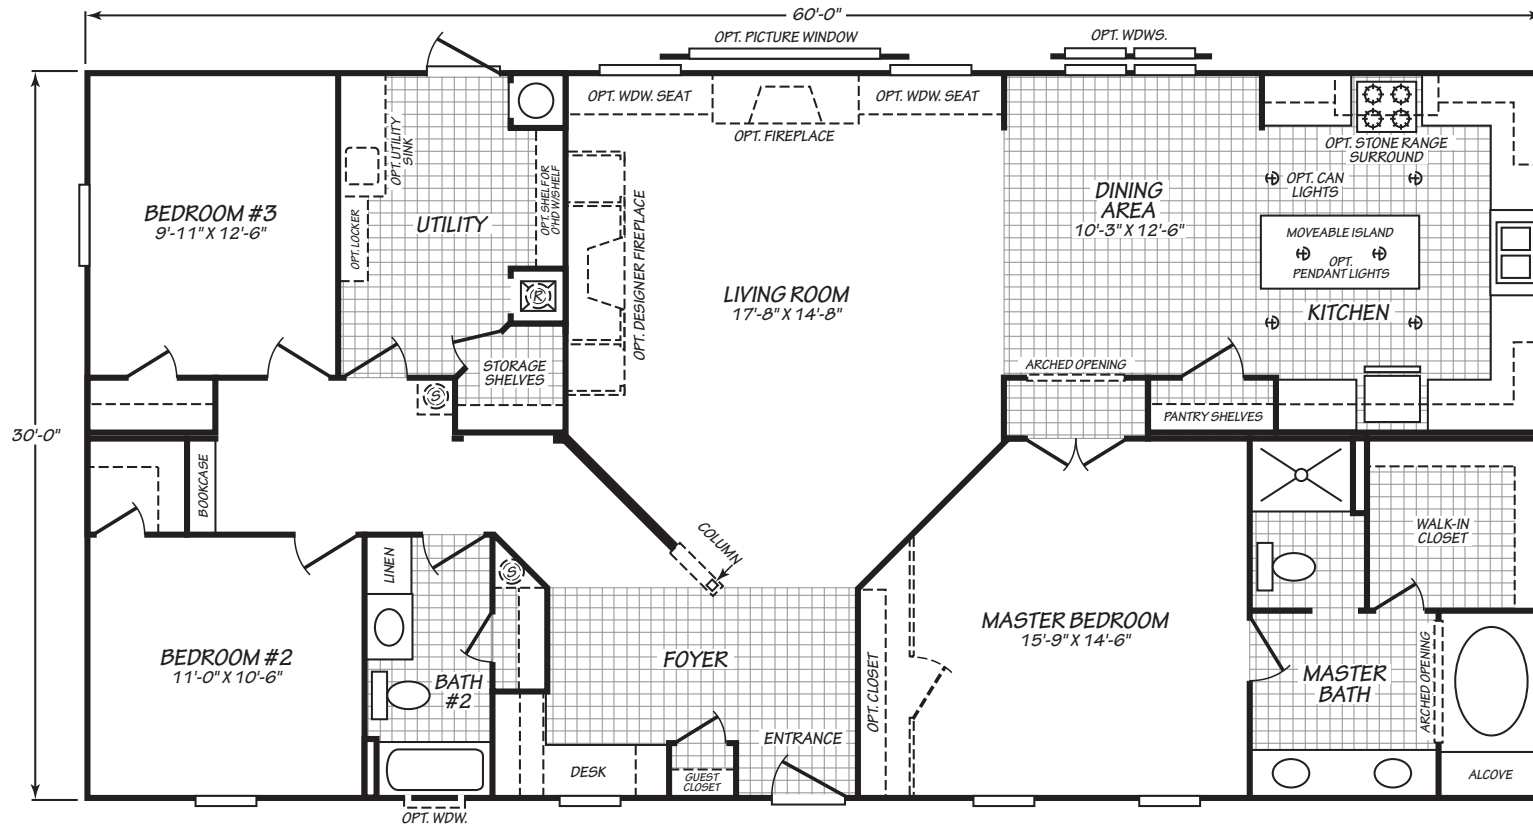 60'-0"
OPT. PICTURE WINDOW
OPT. WDWS.
OPT. WDW. SEAT
OPT. FIREPLACE
OPT. WDW. SEAT
OPT. STONE RANGE
SURROUND
OPT. CAN
LIGHTS
BEDROOM #3
9'-11" X 12'-6"
OPT. UTILITY
SINK
OPT. LOCKER
UTILITY
OPT. SHELF OR
O'HD W/SHELF
R
OPT. DESIGNER FIREPLACE
LIVING ROOM
17'-8" X 14'-8"
DINING
AREA
10'-3" X 12'-6"
MOVEABLE ISLAND
OPT.
PENDANT LIGHTS
KITCHEN
STORAGE
SHELVES
S
ARCHED OPENING
PANTRY SHELVES
30'-0"
BOOKCASE
COLUMN
WALK-IN
CLOSET
LINEN
S
BEDROOM #2
11'-0" X 10'-6"
BATH
#2
FOYER
MASTER BEDROOM
15'-9" X 14'-6"
OPT. CLOSET
MASTER
BATH
ARCHED OPENING
ENTRANCE
DESK
GUEST
CLOSET
ALCOVE
OPT. WDW.